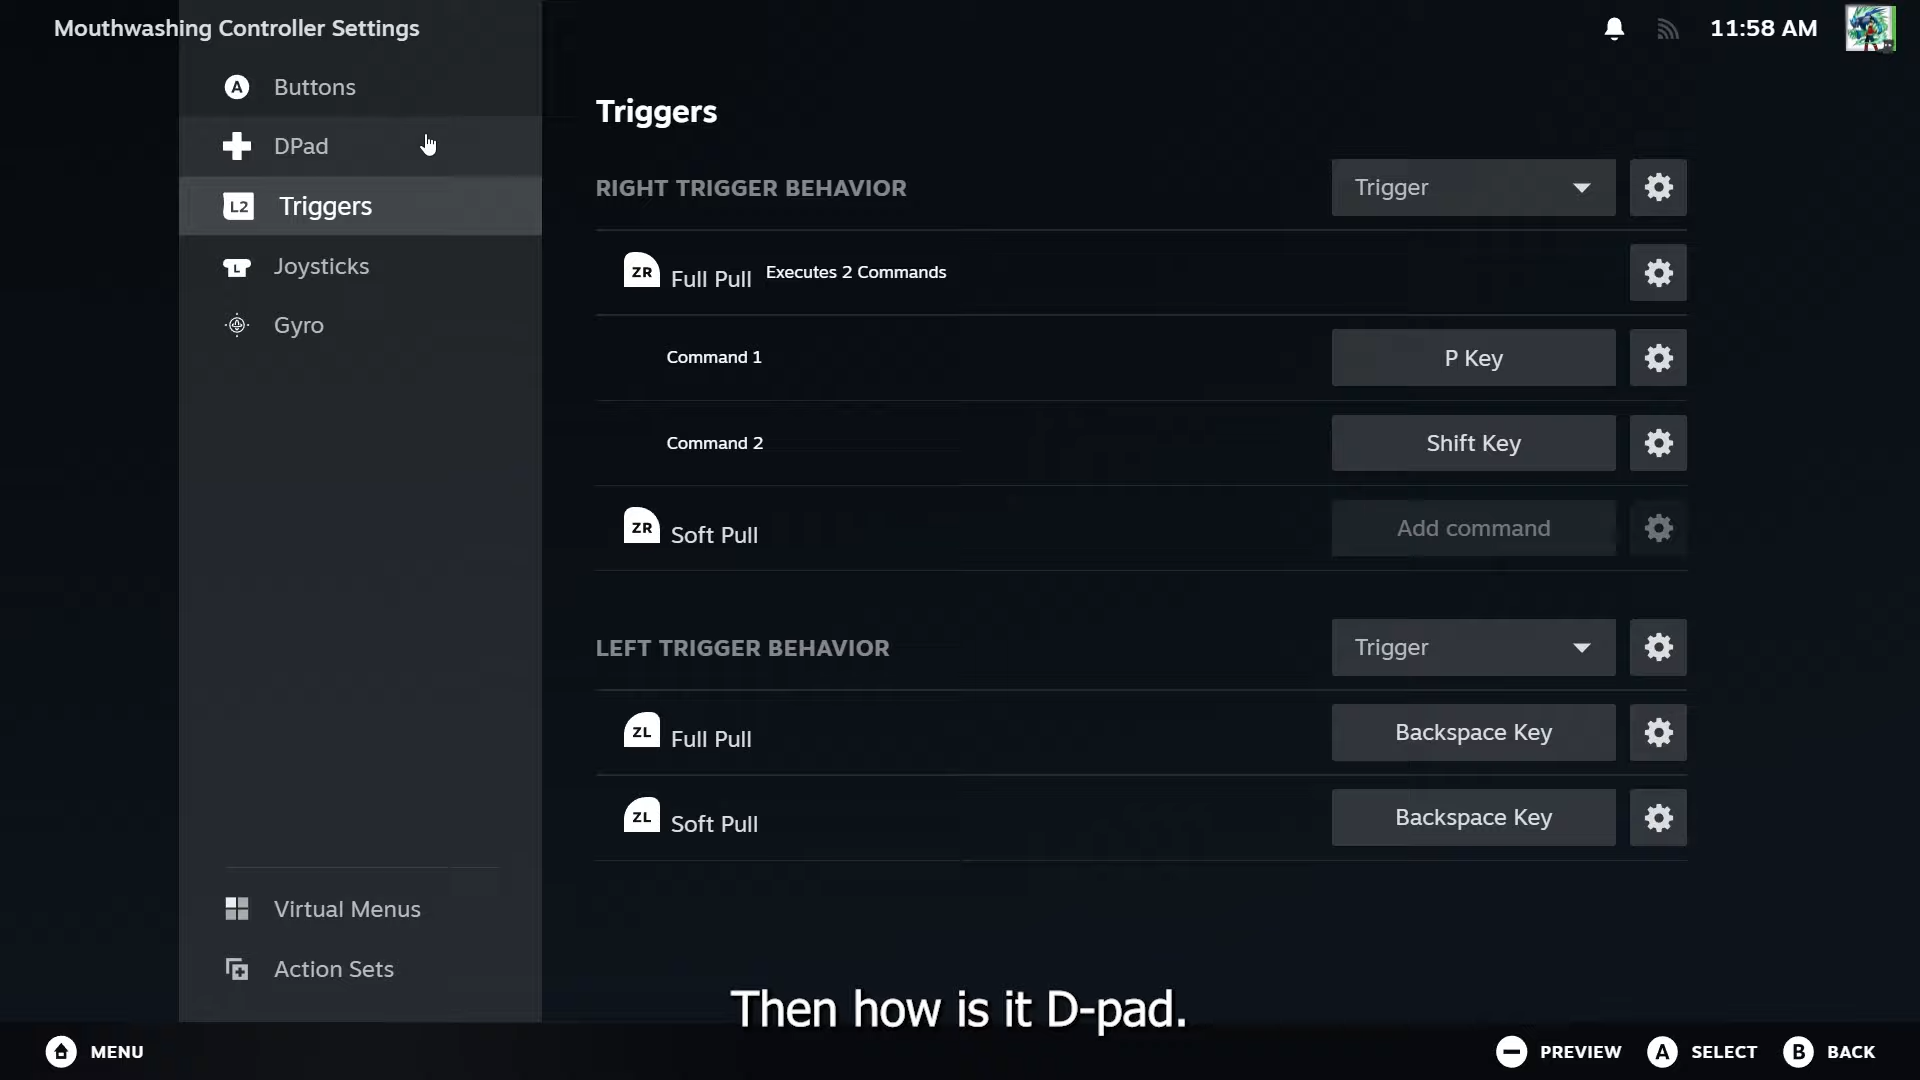 Mouthwashing Controller Settings
11:58 AM
A Buttons
DPad
L2 Triggers
L Joysticks
Gyro
Virtual Menus
Action Sets
Triggers
RIGHT TRIGGER BEHAVIOR
Trigger
ZR Full Pull Executes 2 Commands
Command 1
P Key
Command 2
Shift Key
ZR Soft Pull
Add command
LEFT TRIGGER BEHAVIOR
Trigger
ZL Full Pull
Backspace Key
ZL Soft Pull
Backspace Key
Then how is it D-pad.
MENU
PREVIEW
A SELECT
B BACK